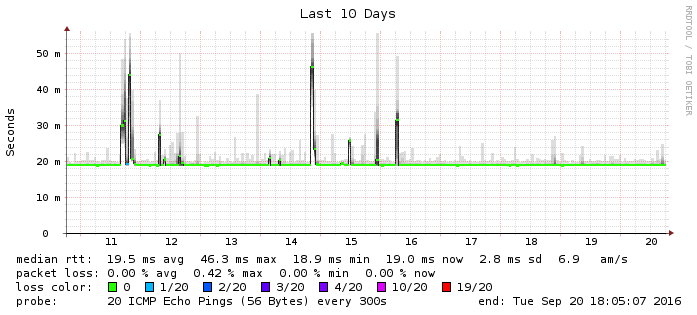 Last 10 Days
RRDTOOL / TOBI OETIKER
Seconds
50 m
40 m
30 m
20 m
10 m
0
11 12 13 14 15 16 17 18 19 20
median rtt: 19.5 ms avg 46.3 ms max 18.9 ms min 19.0 ms now 2.8 ms sd 6.9 am/s
packet loss: 0.00 % avg 0.42 % max 0.00 % min 0.00 % now
loss color: 0 1/20 2/20 3/20 4/20 10/20 19/20
probe: 20 ICMP Echo Pings (56 Bytes) every 300s end: Tue Sep 20 18:05:07 2016